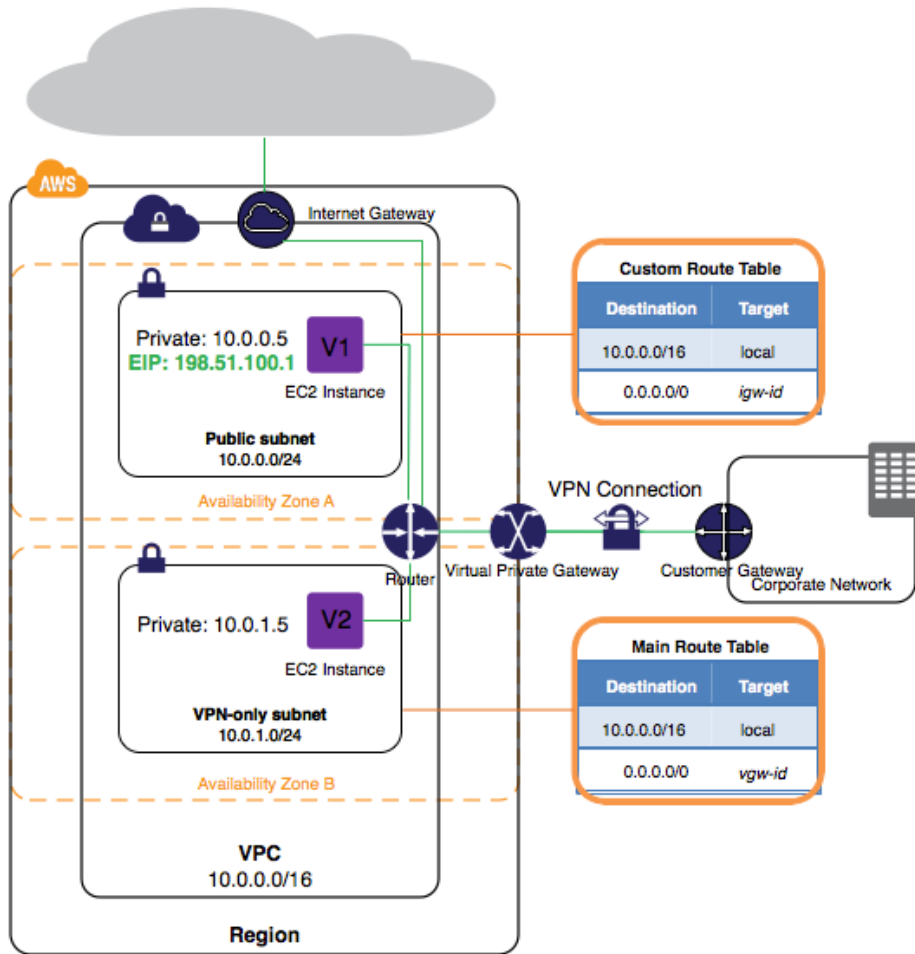 AWS
Internet Gateway
Private: 10.0.0.5
EIP: 198.51.100.1
V1
EC2 Instance
Public subnet
10.0.0.0/24
Availability Zone A
Custom Route Table
Destination Target
10.0.0.0/16 local
0.0.0.0/0 igw-id
VPN Connection
Router
Virtual Private Gateway
Customer Gateway
Corporate Network
Private: 10.0.1.5
V2
EC2 Instance
VPN-only subnet
10.0.1.0/24
Availability Zone B
Main Route Table
Destination Target
10.0.0.0/16 local
0.0.0.0/0 vgw-id
VPC
10.0.0.0/16
Region